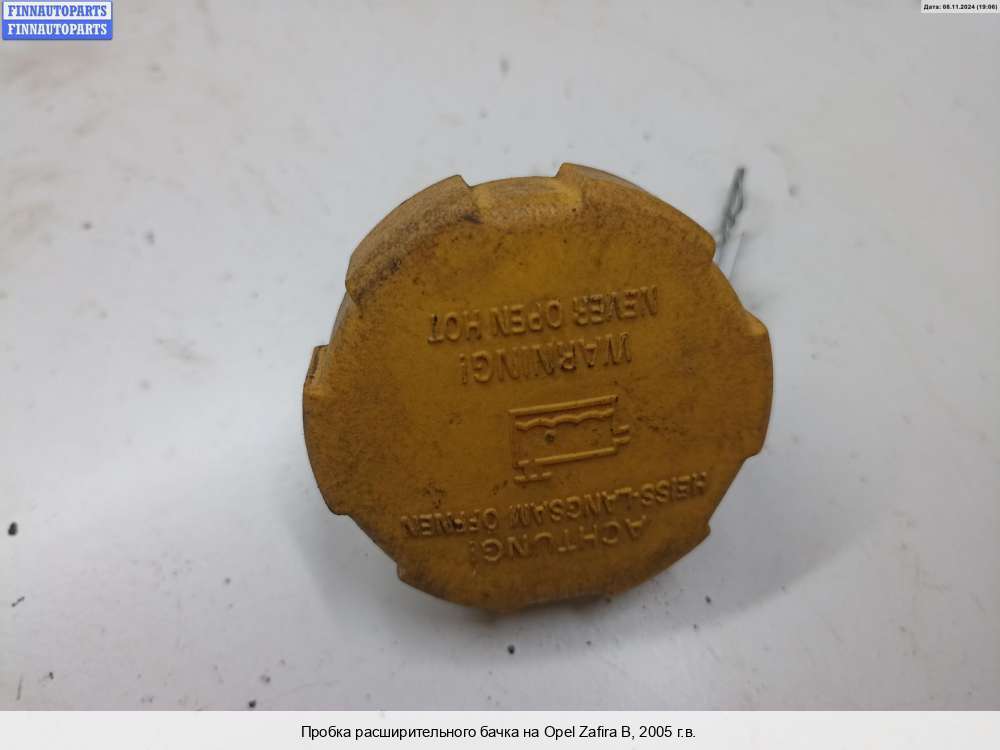 FINNAUTOPARTS
FINNAUTOPARTS
Дата: 08.11.2024 (19:06)
ACHTUNG!
HEISS-LANGSAM ÖFFNEN
WARNING!
NEVER OPEN HOT
Пробка расширительного бачка на Opel Zafira B, 2005 г.в.